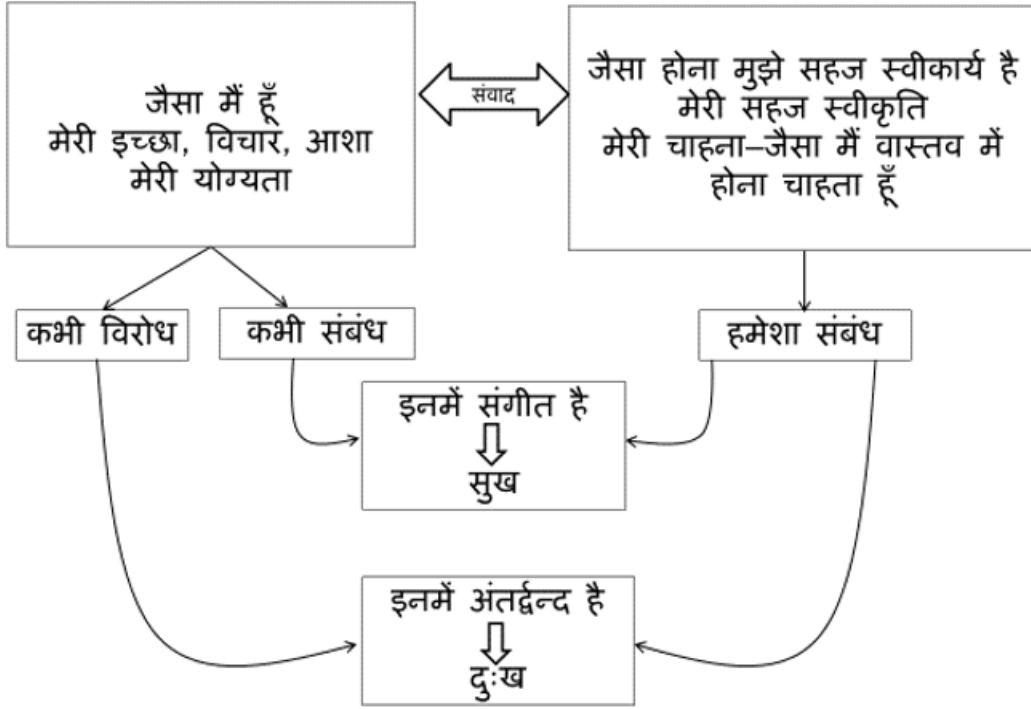 जैसा मैं हूँ
मेरी इच्छा, विचार, आशा
मेरी योग्यता
संवाद
जैसा होना मुझे सहज स्वीकार्य है
मेरी सहज स्वीकृति
मेरी चाहना–जैसा मैं वास्तव में
होना चाहता हूँ
कभी विरोध
कभी संबंध
हमेशा संबंध
इनमें संगीत है
सुख
इनमें अंतर्द्वन्द है
दुःख